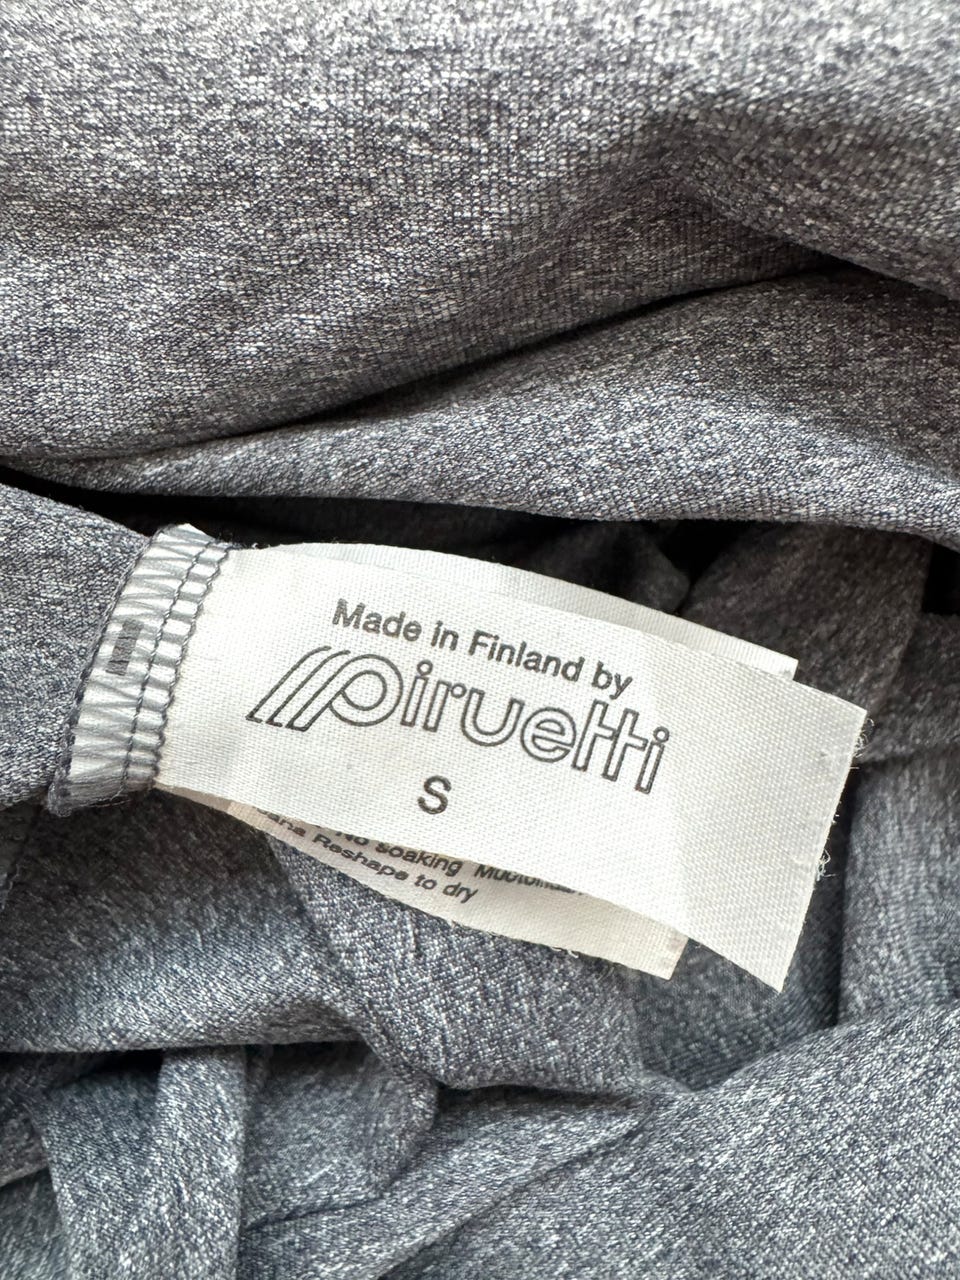 Made in Finland by
piruetti
S
No soaking
Reshape to dry